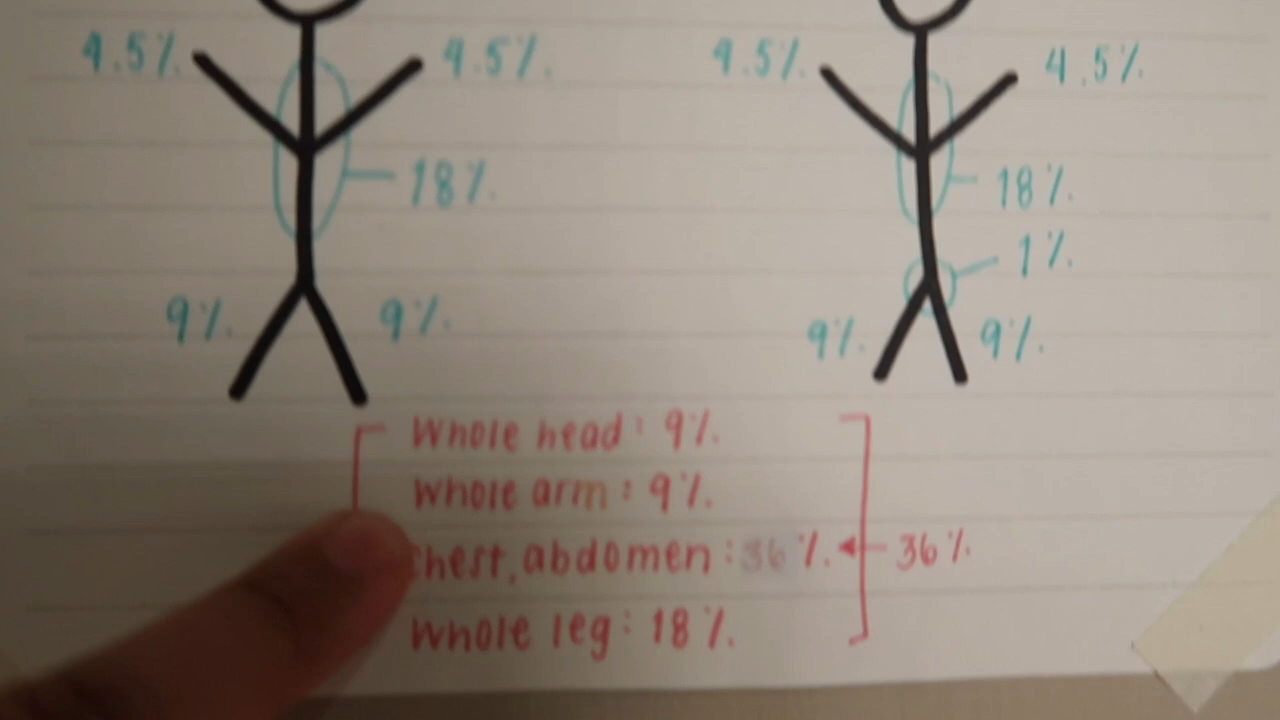 4.5% 4.5% 4.5% 4.5%
18% 18%
1%
9% 9% 9% 9%
Whole head: 9%
Whole arm: 9%
chest, abdomen: 36% 36%
Whole leg: 18%